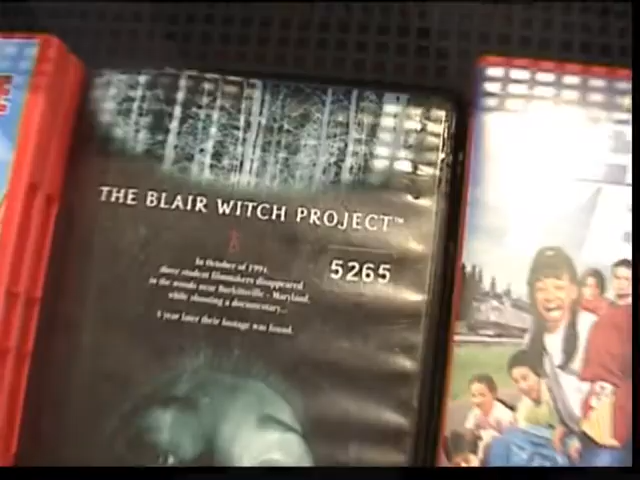 THE BLAIR WITCH PROJECT™
In October of 1994
three student filmmakers disappeared
in the woods near Burkittsville - Maryland,
while shooting a documentary...
A year later their footage was found.
5265